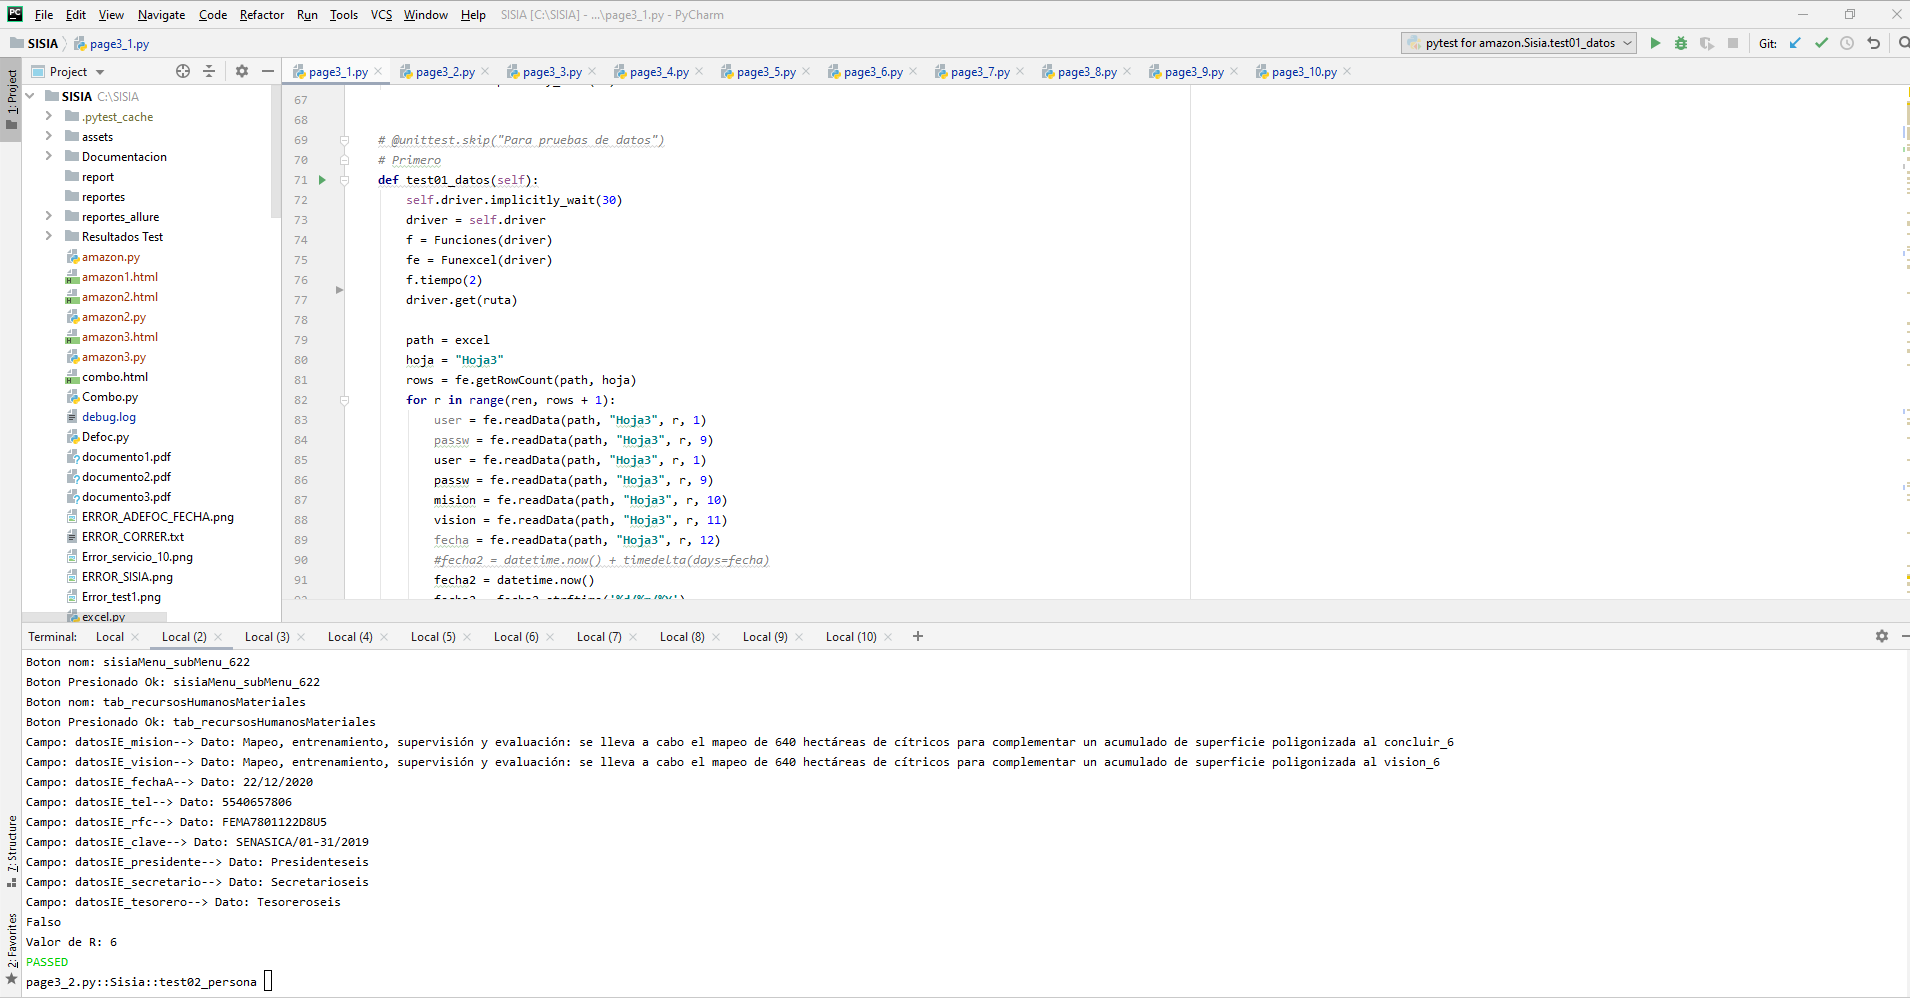 PC File Edit View Navigate Code Refactor Run Tools VCS Window Help SISIA [C:\SISIA] - ...\page3_1.py - PyCharm
SISIA page3_1.py pytest for amazon.Sisia.test01_datos Git:
Project
page3_1.py page3_2.py page3_3.py page3_4.py page3_5.py page3_6.py page3_7.py page3_8.py page3_9.py page3_10.py
1: Project
SISIA C:\SISIA
.pytest_cache
assets
Documentacion
report
reportes
reportes_allure
Resultados Test
amazon.py
amazon1.html
amazon2.html
amazon2.py
amazon3.html
amazon3.py
combo.html
Combo.py
debug.log
Defoc.py
documento1.pdf
documento2.pdf
documento3.pdf
ERROR_ADEFOC_FECHA.png
ERROR_CORRER.txt
Error_servicio_10.png
ERROR_SISIA.png
Error_test1.png
excel.py
67
68
69 # @unittest.skip("Para pruebas de datos")
70 # Primero
71 def test01_datos(self):
72 self.driver.implicitly_wait(30)
73 driver = self.driver
74 f = Funciones(driver)
75 fe = Funexcel(driver)
76 f.tiempo(2)
77 driver.get(ruta)
78
79 path = excel
80 hoja = "Hoja3"
81 rows = fe.getRowCount(path, hoja)
82 for r in range(ren, rows + 1):
83 user = fe.readData(path, "Hoja3", r, 1)
84 passw = fe.readData(path, "Hoja3", r, 9)
85 user = fe.readData(path, "Hoja3", r, 1)
86 passw = fe.readData(path, "Hoja3", r, 9)
87 mision = fe.readData(path, "Hoja3", r, 10)
88 vision = fe.readData(path, "Hoja3", r, 11)
89 fecha = fe.readData(path, "Hoja3", r, 12)
90 #fecha2 = datetime.now() + timedelta(days=fecha)
91 fecha2 = datetime.now()
92 fecha2 = fecha2.strftime('%d/%m/%Y')
Terminal: Local Local (2) Local (3) Local (4) Local (5) Local (6) Local (7) Local (8) Local (9) Local (10) +
Boton nom: sisiaMenu_subMenu_622
Boton Presionado Ok: sisiaMenu_subMenu_622
Boton nom: tab_recursosHumanosMateriales
Boton Presionado Ok: tab_recursosHumanosMateriales
Campo: datosIE_mision--> Dato: Mapeo, entrenamiento, supervisión y evaluación: se lleva a cabo el mapeo de 640 hectáreas de cítricos para complementar un acumulado de superficie poligonizada al concluir_6
Campo: datosIE_vision--> Dato: Mapeo, entrenamiento, supervisión y evaluación: se lleva a cabo el mapeo de 640 hectáreas de cítricos para complementar un acumulado de superficie poligonizada al vision_6
Campo: datosIE_fechaA--> Dato: 22/12/2020
Campo: datosIE_tel--> Dato: 5540657806
Campo: datosIE_rfc--> Dato: FEMA7801122D8U5
Campo: datosIE_clave--> Dato: SENASICA/01-31/2019
Campo: datosIE_presidente--> Dato: Presidenteseis
Campo: datosIE_secretario--> Dato: Secretarioseis
Campo: datosIE_tesorero--> Dato: Tesoreroseis
Falso
Valor de R: 6
PASSED
page3_2.py::Sisia::test02_persona
7: Structure
2: Favorites